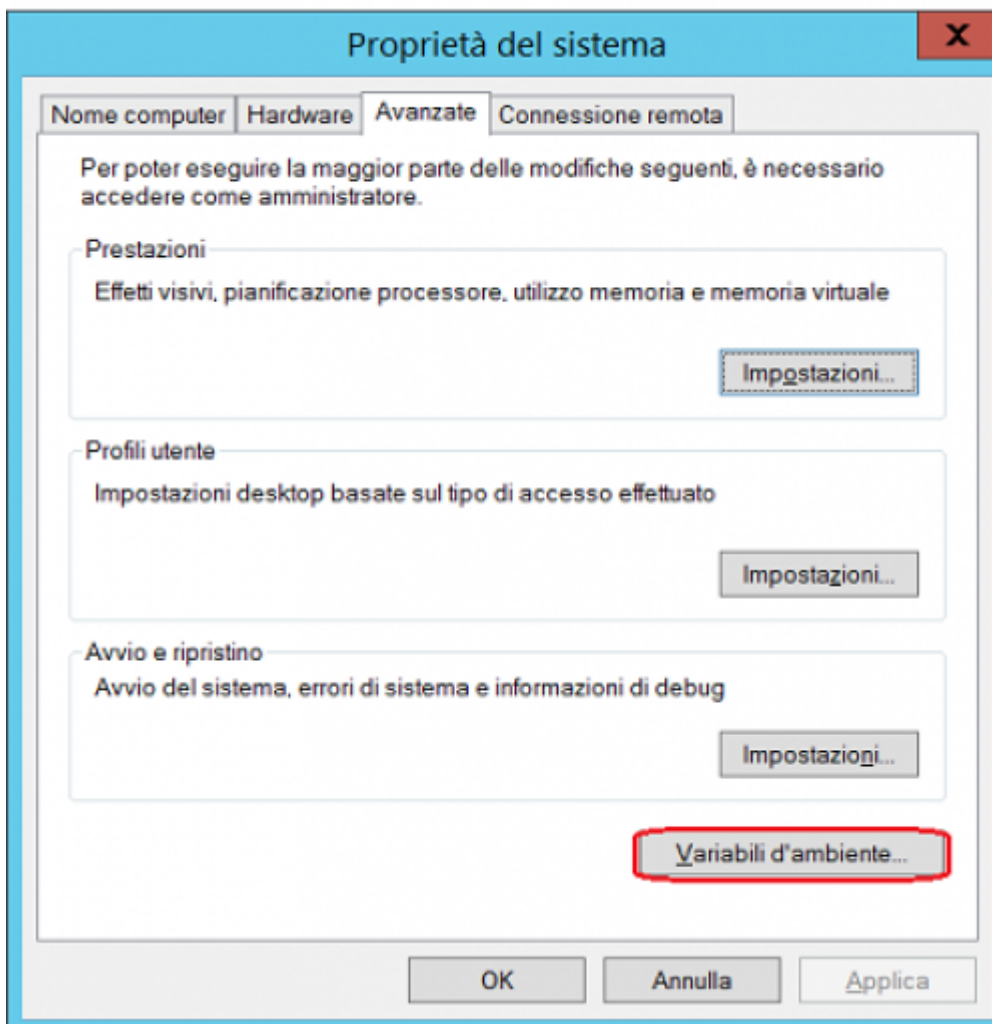 Proprietà del sistema
X
Nome computer
Hardware
Avanzate
Connessione remota
Per poter eseguire la maggior parte delle modifiche seguenti, è necessario
accedere come amministratore.
Prestazioni
Effetti visivi, pianificazione processore, utilizzo memoria e memoria virtuale
Impostazioni...
Profili utente
Impostazioni desktop basate sul tipo di accesso effettuato
Impostazioni...
Avvio e ripristino
Avvio del sistema, errori di sistema e informazioni di debug
Impostazioni...
Variabili d'ambiente...
OK
Annulla
Applica